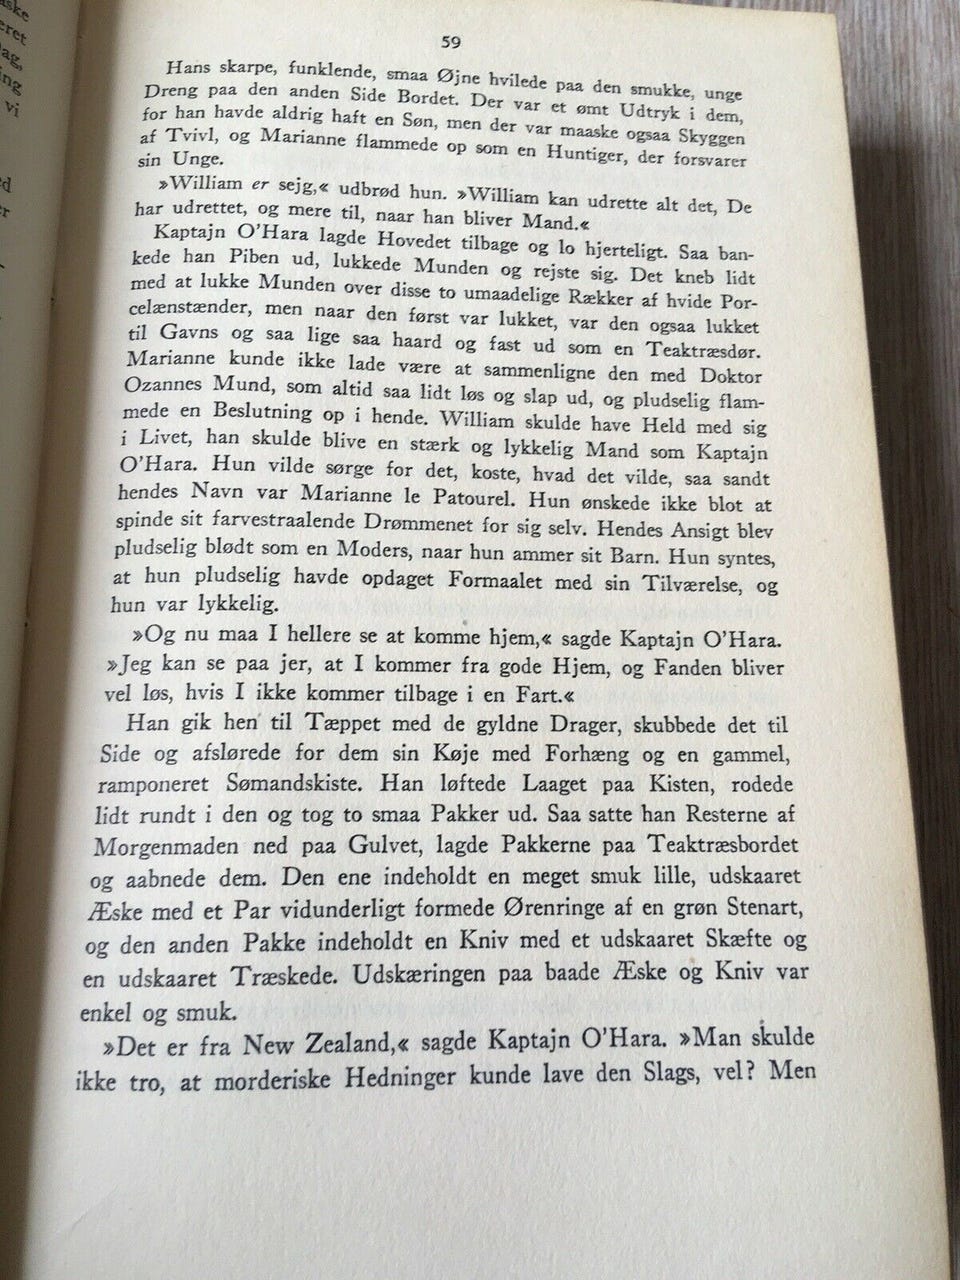 59
Hans skarpe, funklende, smaa Øjne hvilede paa den smukke, unge
Dreng paa den anden Side Bordet. Der var et ømt Udtryk i dem,
for han havde aldrig haft en Søn, men der var maaske ogsaa Skyggen
af Tvivl, og Marianne flammede op som en Huntiger, der forsvarer
sin Unge.
»William er sejg,« udbrød hun. »William kan udrette alt det, De
har udrettet, og mere til, naar han bliver Mand.«
Kaptajn O'Hara lagde Hovedet tilbage og lo hjerteligt. Saa ban-
kede han Piben ud, lukkede Munden og rejste sig. Det kneb lidt
med at lukke Munden over disse to umaadelige Rækker af hvide Por-
celænstænder, men naar den først var lukket, var den ogsaa lukket
til Gavns og saa lige saa haard og fast ud som en Teaktræsdør.
Marianne kunde ikke lade være at sammenligne den med Doktor
Ozannes Mund, som altid saa lidt løs og slap ud, og pludselig flam-
mede en Beslutning op i hende. William skulde have Held med sig
i Livet, han skulde blive en stærk og lykkelig Mand som Kaptajn
O'Hara. Hun vilde sørge for det, koste, hvad det vilde, saa sandt
hendes Navn var Marianne le Patourel. Hun ønskede ikke blot at
spinde sit farvestraalende Drømmenet for sig selv. Hendes Ansigt blev
pludselig blødt som en Moders, naar hun ammer sit Barn. Hun syntes,
at hun pludselig havde opdaget Formaalet med sin Tilværelse, og
hun var lykkelig.
»Og nu maa I hellere se at komme hjem,« sagde Kaptajn O'Hara.
»Jeg kan se paa jer, at I kommer fra gode Hjem, og Fanden bliver
vel løs, hvis I ikke kommer tilbage i en Fart.«
Han gik hen til Tæppet med de gyldne Drager, skubbede det til
Side og afslørede for dem sin Køje med Forhæng og en gammel,
ramponeret Sømandskiste. Han løftede Laaget paa Kisten, rodede
lidt rundt i den og tog to smaa Pakker ud. Saa satte han Resterne af
Morgenmaden ned paa Gulvet, lagde Pakkerne paa Teaktræsbordet
og aabnede dem. Den ene indeholdt en meget smuk lille, udskaaret
Æske med et Par vidunderligt formede Ørenringe af en grøn Stenart,
og den anden Pakke indeholdt en Kniv med et udskaaret Skæfte og
en udskaaret Træskede. Udskæringen paa baade Æske og Kniv var
enkel og smuk.
»Det er fra New Zealand,« sagde Kaptajn O'Hara. »Man skulde
ikke tro, at morderiske Hedninger kunde lave den Slags, vel? Men